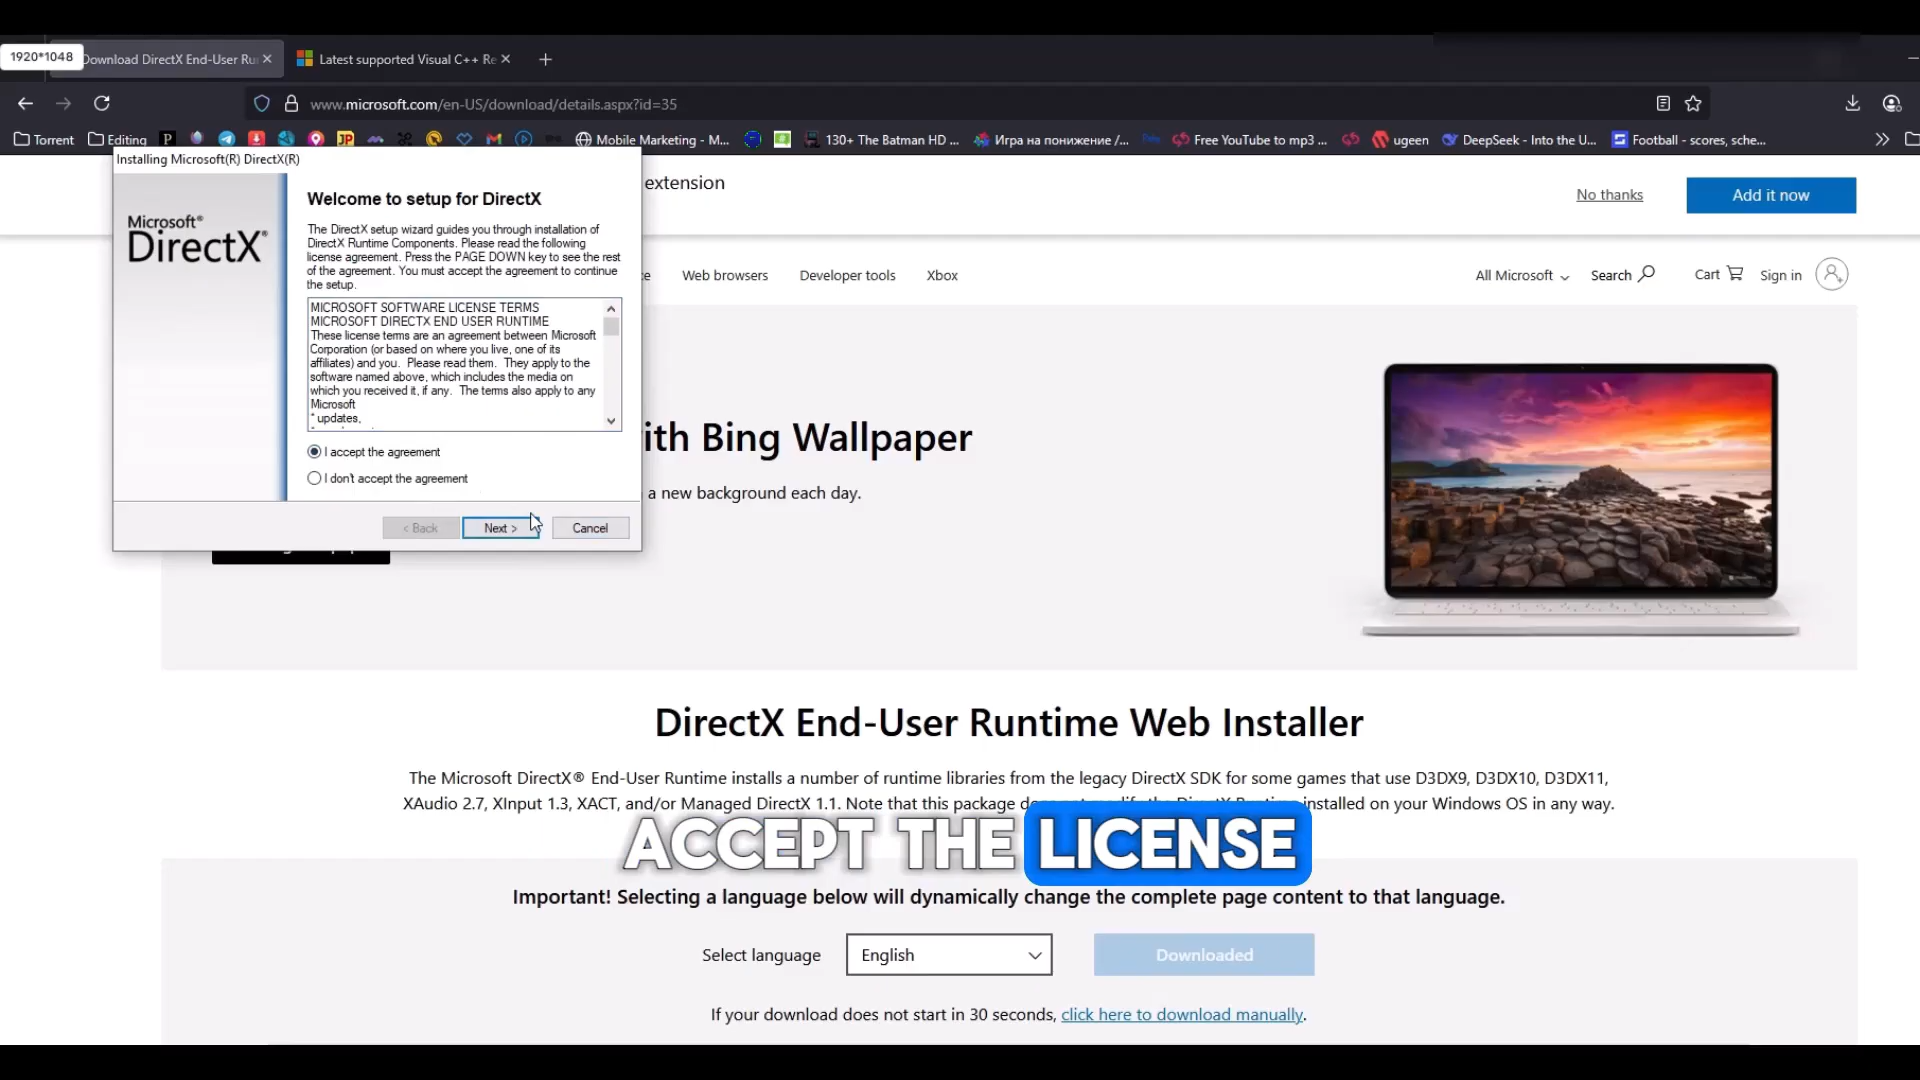 1920*1048
Download DirectX End-User Ru
Latest supported Visual C++ Re
www.microsoft.com/en-US/download/details.aspx?id=35
Torrent
Editing
Mobile Marketing - M...
130+ The Batman HD ...
Игра на понижение /...
Free YouTube to mp3 ...
ugeen
DeepSeek - Into the U...
Football - scores, sche...
Installing Microsoft(R) DirectX(R)
extension
No thanks
Add it now
Microsoft®
DirectX®
Welcome to setup for DirectX
The DirectX setup wizard guides you through installation of
DirectX Runtime Components. Please read the following
license agreement. Press the PAGE DOWN key to see the rest
of the agreement. You must accept the agreement to continue
the setup.
MICROSOFT SOFTWARE LICENSE TERMS
MICROSOFT DIRECTX END USER RUNTIME
These license terms are an agreement between Microsoft
Corporation (or based on where you live, one of its
affiliates) and you. Please read them. They apply to the
software named above, which includes the media on
which you received it, if any. The terms also apply to any
Microsoft
* updates,
I accept the agreement
I don't accept the agreement
< Back
Next >
Cancel
Web browsers
Developer tools
Xbox
All Microsoft
Search
Cart
Sign in
ith Bing Wallpaper
a new background each day.
DirectX End-User Runtime Web Installer
The Microsoft DirectX® End-User Runtime installs a number of runtime libraries from the legacy DirectX SDK for some games that use D3DX9, D3DX10, D3DX11,
XAudio 2.7, XInput 1.3, XACT, and/or Managed DirectX 1.1. Note that this package does not modify the DirectX Runtime installed on your Windows OS in any way.
ACCEPT THE LICENSE
Important! Selecting a language below will dynamically change the complete page content to that language.
Select language
English
Downloaded
If your download does not start in 30 seconds, click here to download manually.